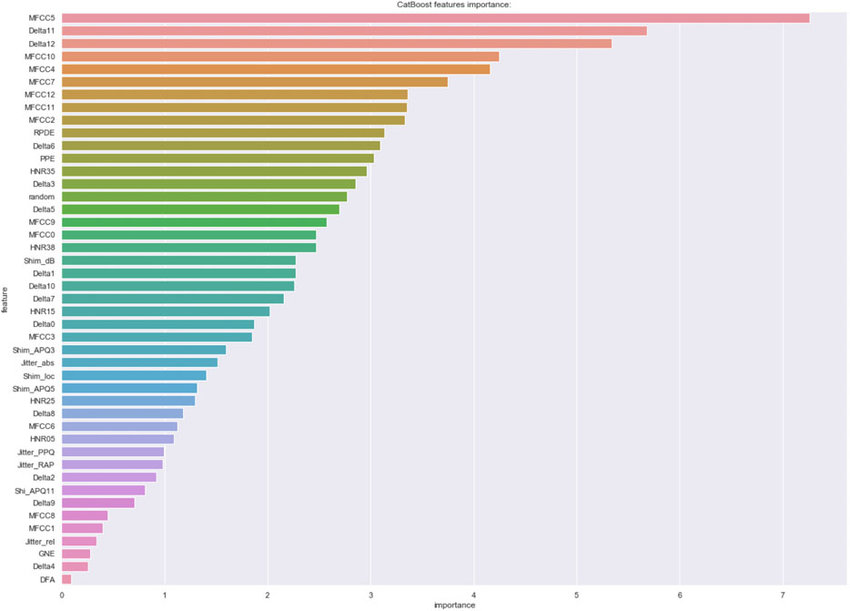 CatBoost features importance:
MFCC5
Delta11
Delta12
MFCC10
MFCC4
MFCC7
MFCC12
MFCC11
MFCC2
RPDE
Delta6
PPE
HNR35
Delta3
random
Delta5
MFCC9
MFCC0
HNR38
Shim_dB
Delta1
Delta10
Delta7
HNR15
Delta0
MFCC3
Shim_APQ3
Jitter_abs
Shim_loc
Shim_APQ5
HNR25
Delta8
MFCC6
HNR05
Jitter_PPQ
Jitter_RAP
Delta2
Shi_APQ11
Delta9
MFCC8
MFCC1
Jitter_rel
GNE
Delta4
DFA
feature
0 1 2 3 4 5 6 7
importance